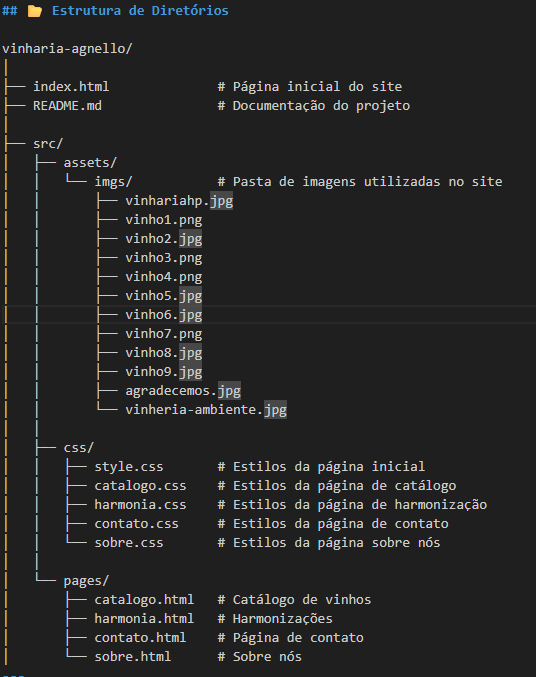 ## 📂 Estrutura de Diretórios
vinharia-agnello/
│
├── index.html              # Página inicial do site
├── README.md               # Documentação do projeto
│
├── src/
│   ├── assets/
│   │   └── imgs/           # Pasta de imagens utilizadas no site
│   │       ├── vinhariahp.jpg
│   │       ├── vinho1.png
│   │       ├── vinho2.jpg
│   │       ├── vinho3.png
│   │       ├── vinho4.png
│   │       ├── vinho5.jpg
│   │       ├── vinho6.jpg
│   │       ├── vinho7.png
│   │       ├── vinho8.jpg
│   │       ├── vinho9.jpg
│   │       ├── agradecemos.jpg
│   │       └── vinheria-ambiente.jpg
│   │
│   ├── css/
│   │   ├── style.css       # Estilos da página inicial
│   │   ├── catalogo.css    # Estilos da página de catálogo
│   │   ├── harmonia.css    # Estilos da página de harmonização
│   │   ├── contato.css     # Estilos da página de contato
│   │   └── sobre.css       # Estilos da página sobre nós
│   │
│   └── pages/
│       ├── catalogo.html   # Catálogo de vinhos
│       ├── harmonia.html   # Harmonizações
│       ├── contato.html    # Página de contato
│       └── sobre.html      # Sobre nós